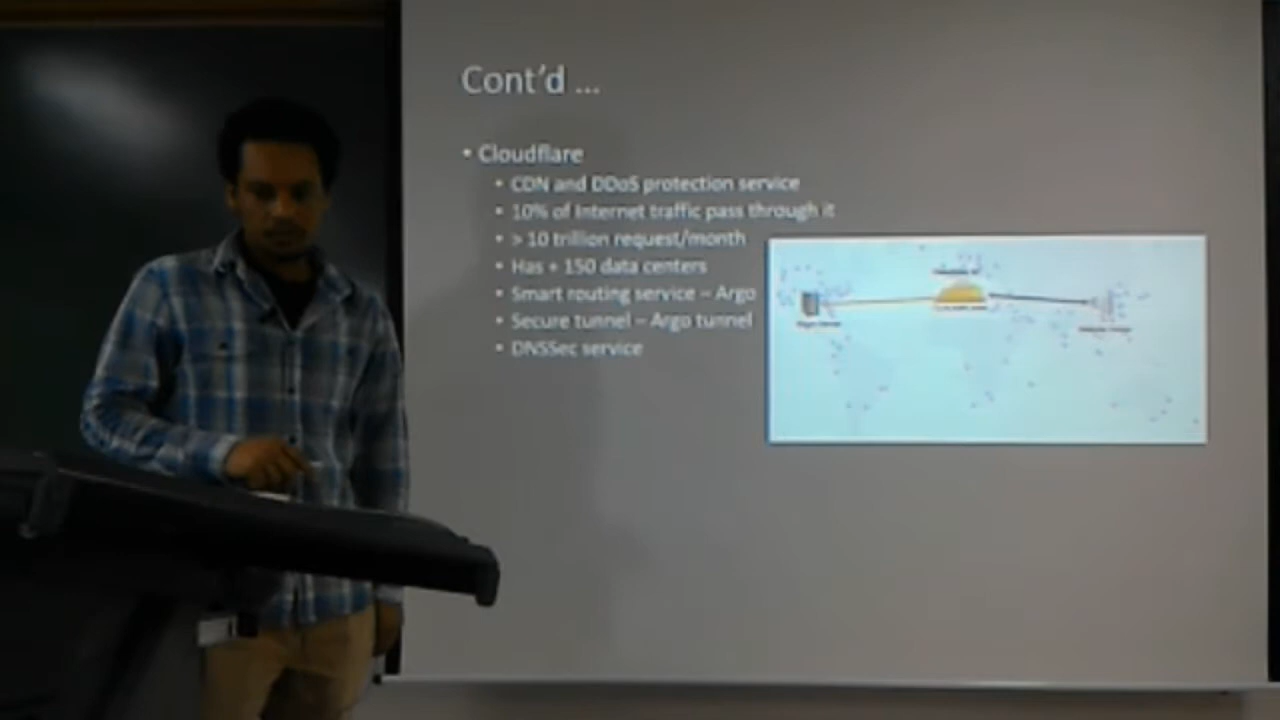 Cont'd ...
• Cloudflare
• CDN and DDoS protection service
• 10% of Internet traffic pass through it
• > 10 trillion request/month
• Has + 150 data centers
• Smart routing service – Argo
• Secure tunnel – Argo tunnel
• DNSSec service